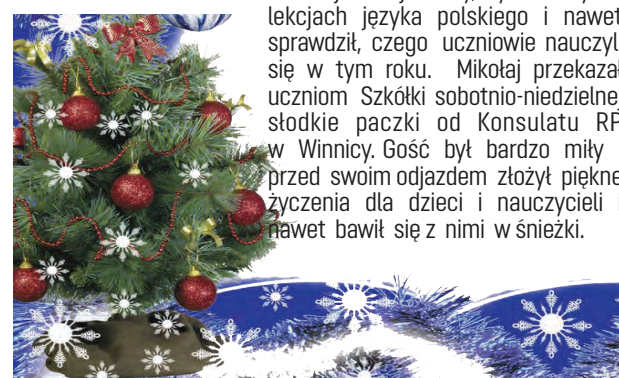 lekcjach języka polskiego i nawet
sprawdził, czego uczniowie nauczyl
się w tym roku. Mikołaj przekazał
uczniom Szkółki sobotnio-niedzielne
słodkie paczki od Konsulatu RP
w Winnicy. Gość był bardzo miły
przed swoim odjazdem złożył piękne
życzenia dla dzieci i nauczycieli i
nawet bawił się z nimi w śnieżki.